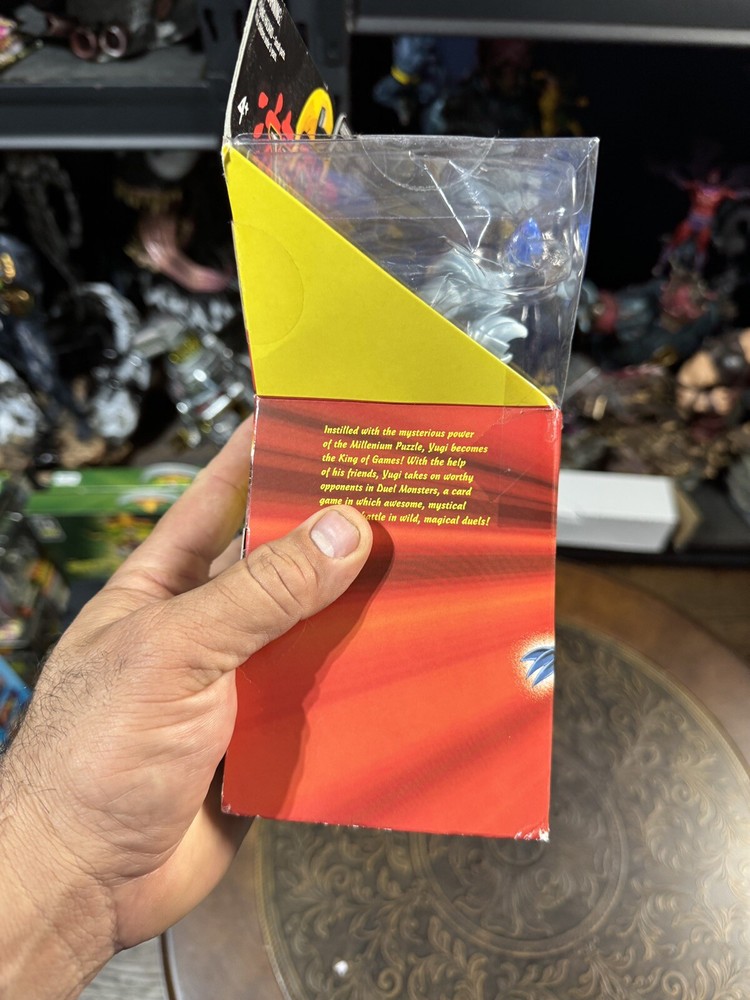 4+
Instilled with the mysterious power
of the Millenium Puzzle, Yugi becomes
the King of Games! With the help
of his friends, Yugi takes on worthy
opponents in Duel Monsters, a card
game in which awesome, mystical
battle in wild, magical duels!